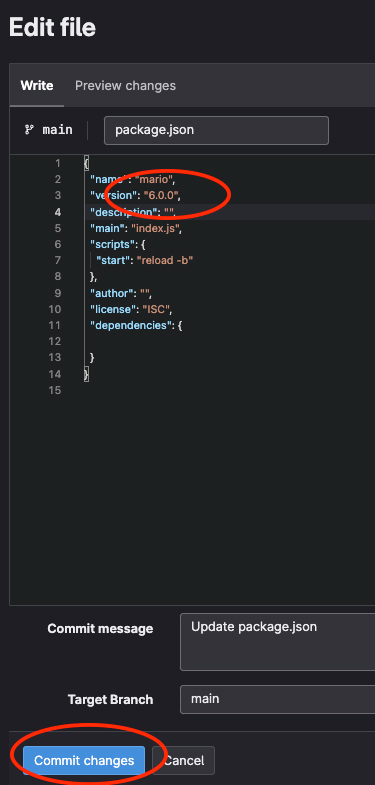 Edit file
Write Preview changes
main package.json
1 {
2 "name": "mario",
3 "version": "6.0.0",
4 "description": "",
5 "main": "index.js",
6 "scripts": {
7 "start": "reload -b"
8 },
9 "author": "",
10 "license": "ISC",
11 "dependencies": {
12
13 }
14 }
15
Commit message Update package.json
Target Branch main
Commit changes Cancel